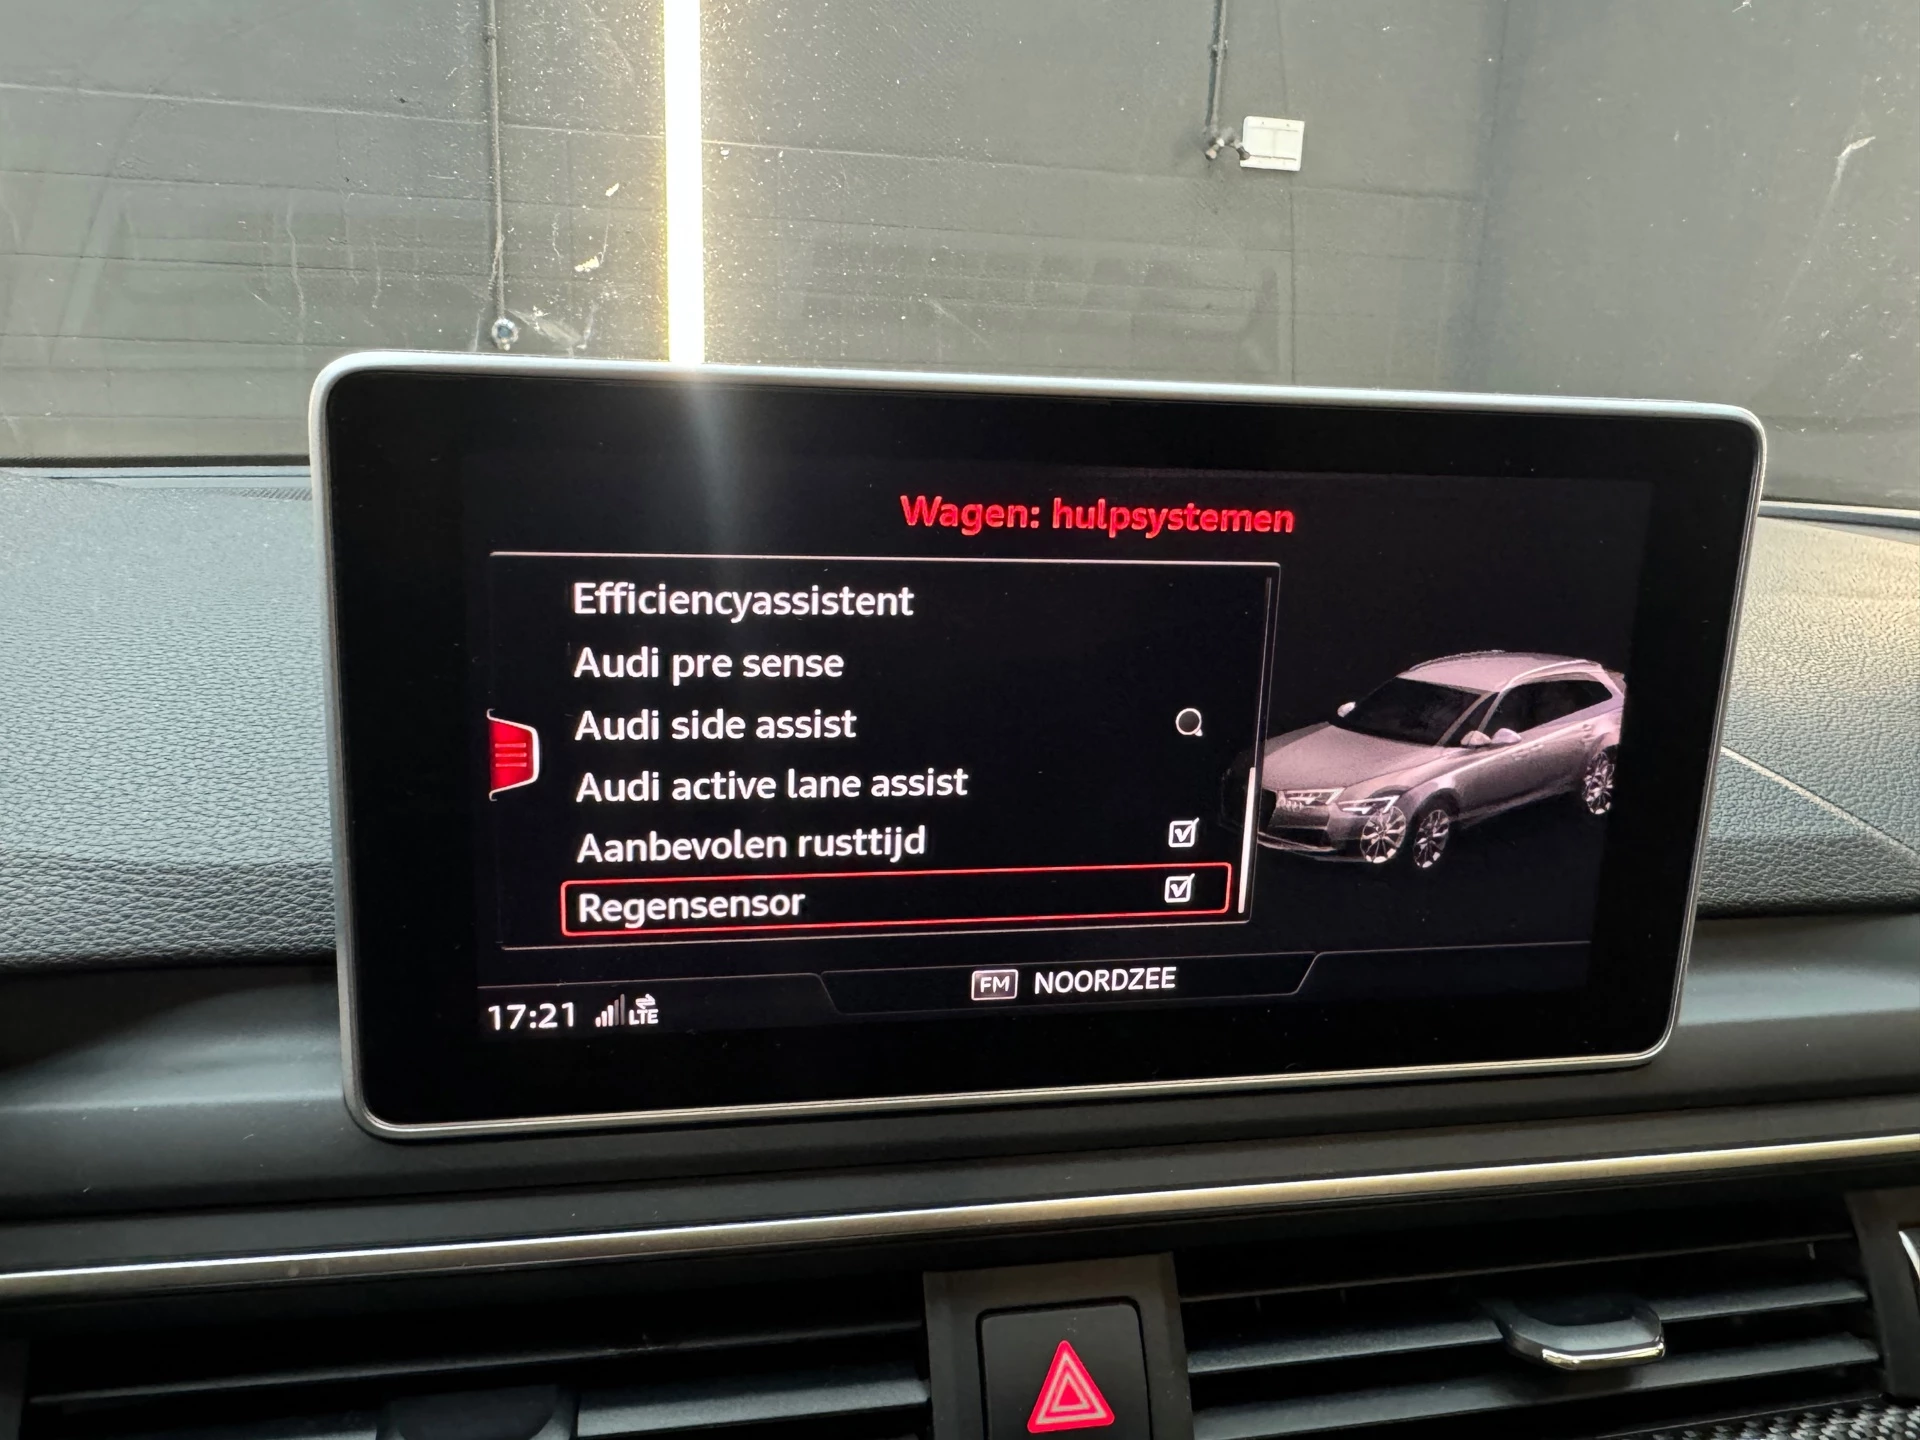 Wagen: hulpsystemen
Efficiencyassistent
Audi pre sense
Audi side assist
Audi active lane assist
Aanbevolen rusttijd
Regensensor
FM NOORDZEE
17:21 LTE